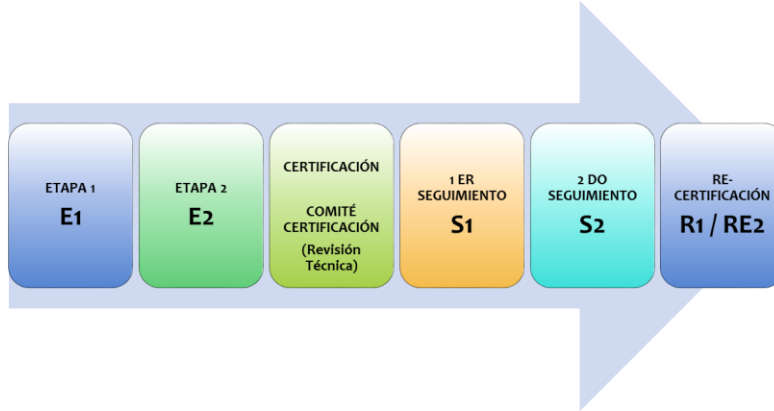 ETAPA 1
E1
ETAPA 2
E2
CERTIFICACIÓN
COMITÉ
CERTIFICACIÓN
(Revisión
Técnica)
1 ER
SEGUIMIENTO
S1
2 DO
SEGUIMIENTO
S2
RE-
CERTIFICACIÓN
R1 / RE2